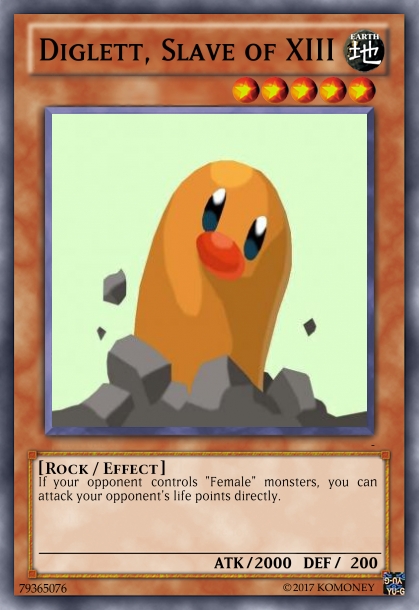 DIGLETT, SLAVE OF XIII
EARTH
地
[ROCK / EFFECT]
If your opponent controls "Female" monsters, you can
attack your opponent's life points directly.
ATK/2000 DEF/ 200
79365076
©2017 KOMONEY